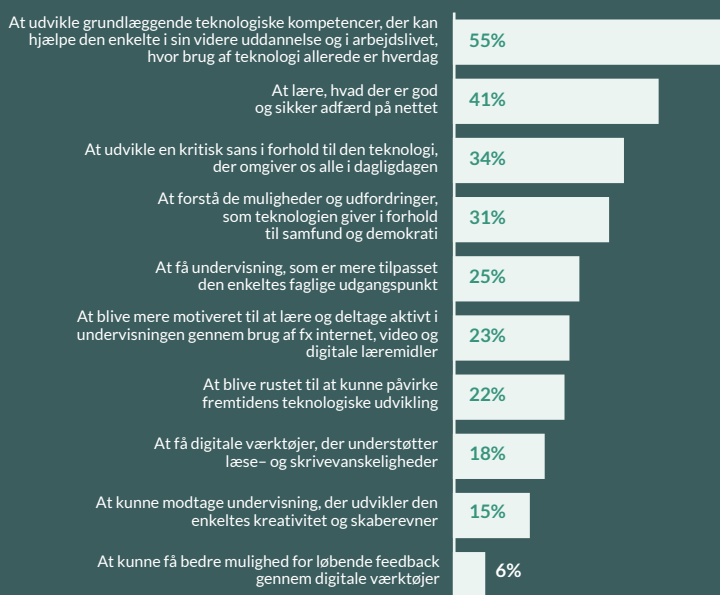 At udvikle grundlæggende teknologiske kompetencer, der kan
hjælpe den enkelte i sin videre uddannelse og i arbejdslivet,
hvor brug af teknologi allerede er hverdag
55%
At lære, hvad der er god
og sikker adfærd på nettet
41%
At udvikle en kritisk sans i forhold til den teknologi,
der omgiver os alle i dagligdagen
34%
At forstå de muligheder og udfordringer,
som teknologien giver i forhold
til samfund og demokrati
31%
At få undervisning, som er mere tilpasset
den enkeltes faglige udgangspunkt
25%
At blive mere motiveret til at lære og deltage aktivt i
undervisningen gennem brug af fx internet, video og
digitale læremidler
23%
At blive rustet til at kunne påvirke
fremtidens teknologiske udvikling
22%
At få digitale værktøjer, der understøtter
læse– og skrivevanskeligheder
18%
At kunne modtage undervisning, der udvikler den
enkeltes kreativitet og skaberevner
15%
At kunne få bedre mulighed for løbende feedback
gennem digitale værktøjer
6%